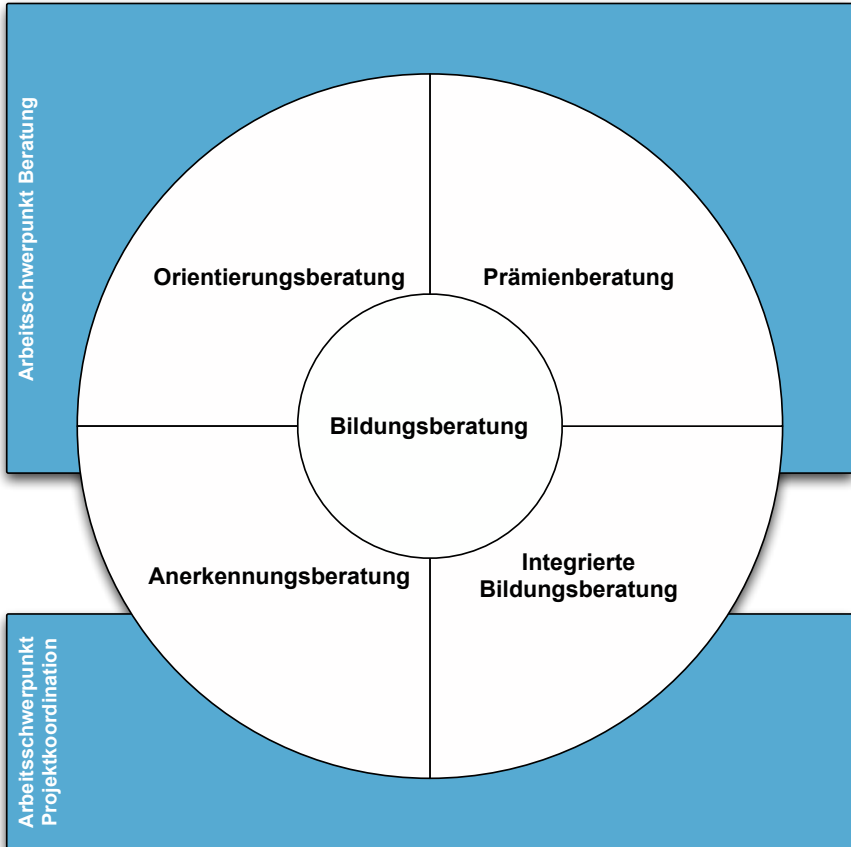 Arbeitsschwerpunkt Beratung
Orientierungsberatung
Prämienberatung
Bildungsberatung
Anerkennungsberatung
Integrierte
Bildungsberatung
Arbeitsschwerpunkt
Projektkoordination